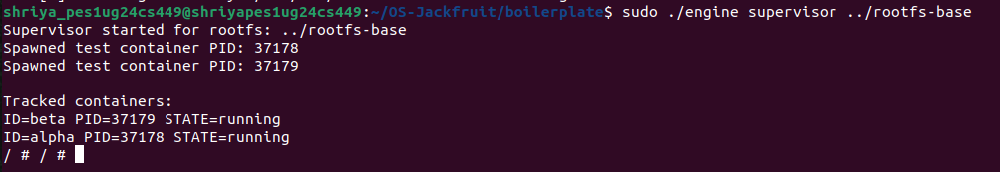 shriya_pes1ug24cs449@shriyapes1ug24cs449:~/OS-Jackfruit/boilerplate$ sudo ./engine supervisor ../rootfs-base
Supervisor started for rootfs: ../rootfs-base
Spawned test container PID: 37178
Spawned test container PID: 37179

Tracked containers:
ID=beta PID=37179 STATE=running
ID=alpha PID=37178 STATE=running
/ # / #